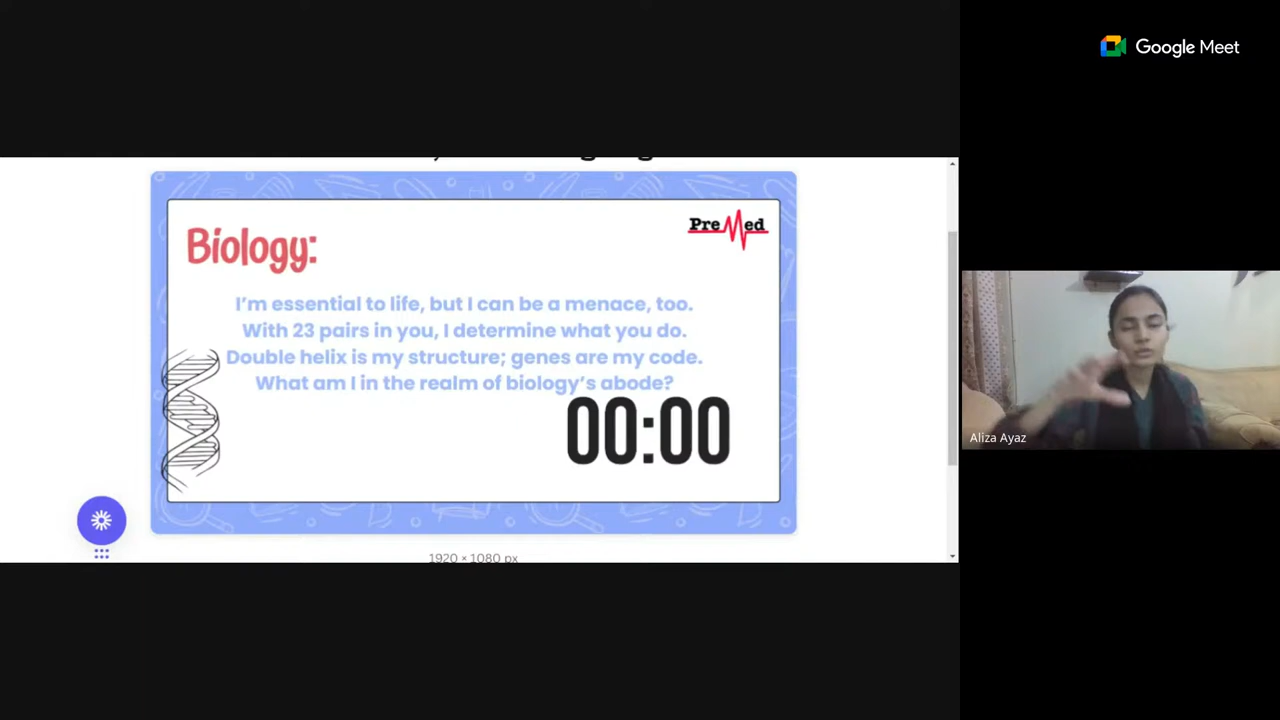 Google Meet
PreMed
Biology:
I'm essential to life, but I can be a menace, too.
With 23 pairs in you, I determine what you do.
Double helix is my structure; genes are my code.
What am I in the realm of biology's abode?
00:00
Aliza Ayaz
1920 × 1080 px